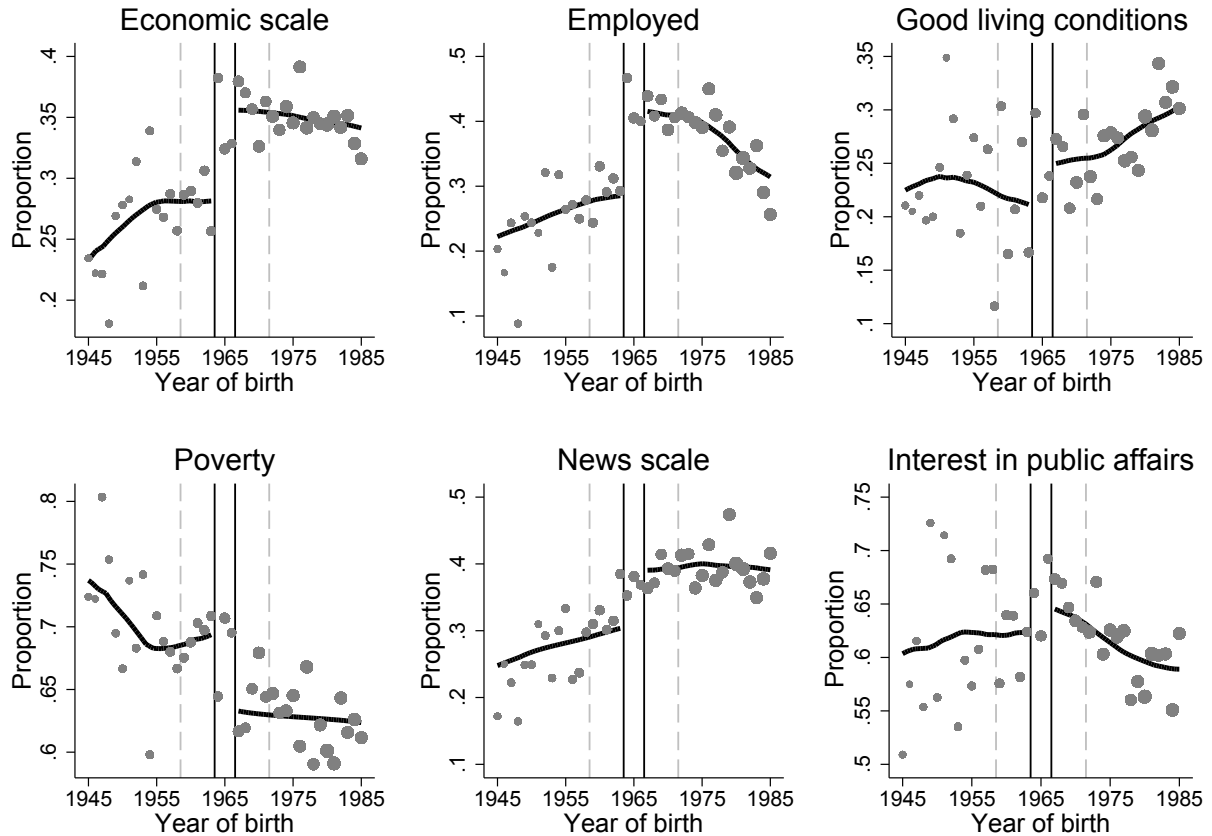 Economic scale
Proportion
.4
.35
.3
.25
.2
1945 1955 1965 1975 1985
Year of birth
Employed
Proportion
.5
.4
.3
.2
.1
1945 1955 1965 1975 1985
Year of birth
Good living conditions
Proportion
.35
.3
.25
.2
.15
.1
1945 1955 1965 1975 1985
Year of birth
Poverty
Proportion
.8
.75
.7
.65
.6
1945 1955 1965 1975 1985
Year of birth
News scale
Proportion
.5
.4
.3
.2
.1
1945 1955 1965 1975 1985
Year of birth
Interest in public affairs
Proportion
.75
.7
.65
.6
.55
.5
1945 1955 1965 1975 1985
Year of birth